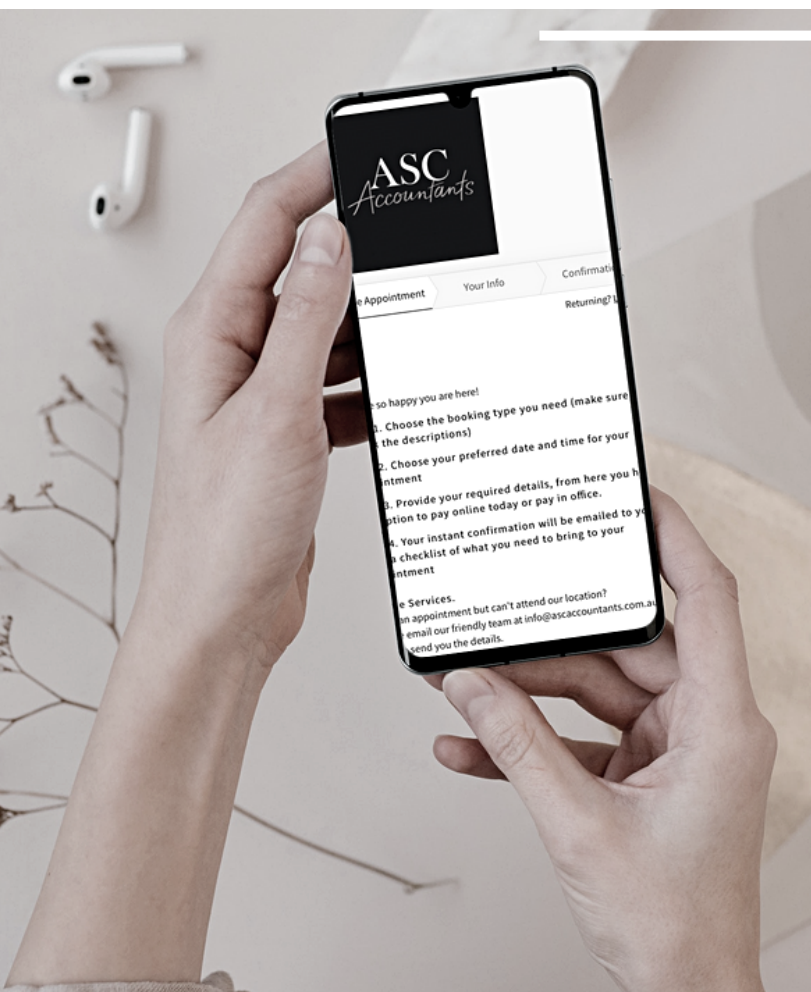 ASC
Accountants
e Appointment
Your Info
Confirmati
Returning? L
e so happy you are here!
1. Choose the booking type you need (make sure
the descriptions)
2. Choose your preferred date and time for your
intment
3. Provide your required details, from here you h
ption to pay online today or pay in office.
4. Your instant confirmation will be emailed to yo
a checklist of what you need to bring to your
intment
e Services.
an appointment but can't attend our location?
email our friendly team at info@ascaccountants.com.au
send you the details.